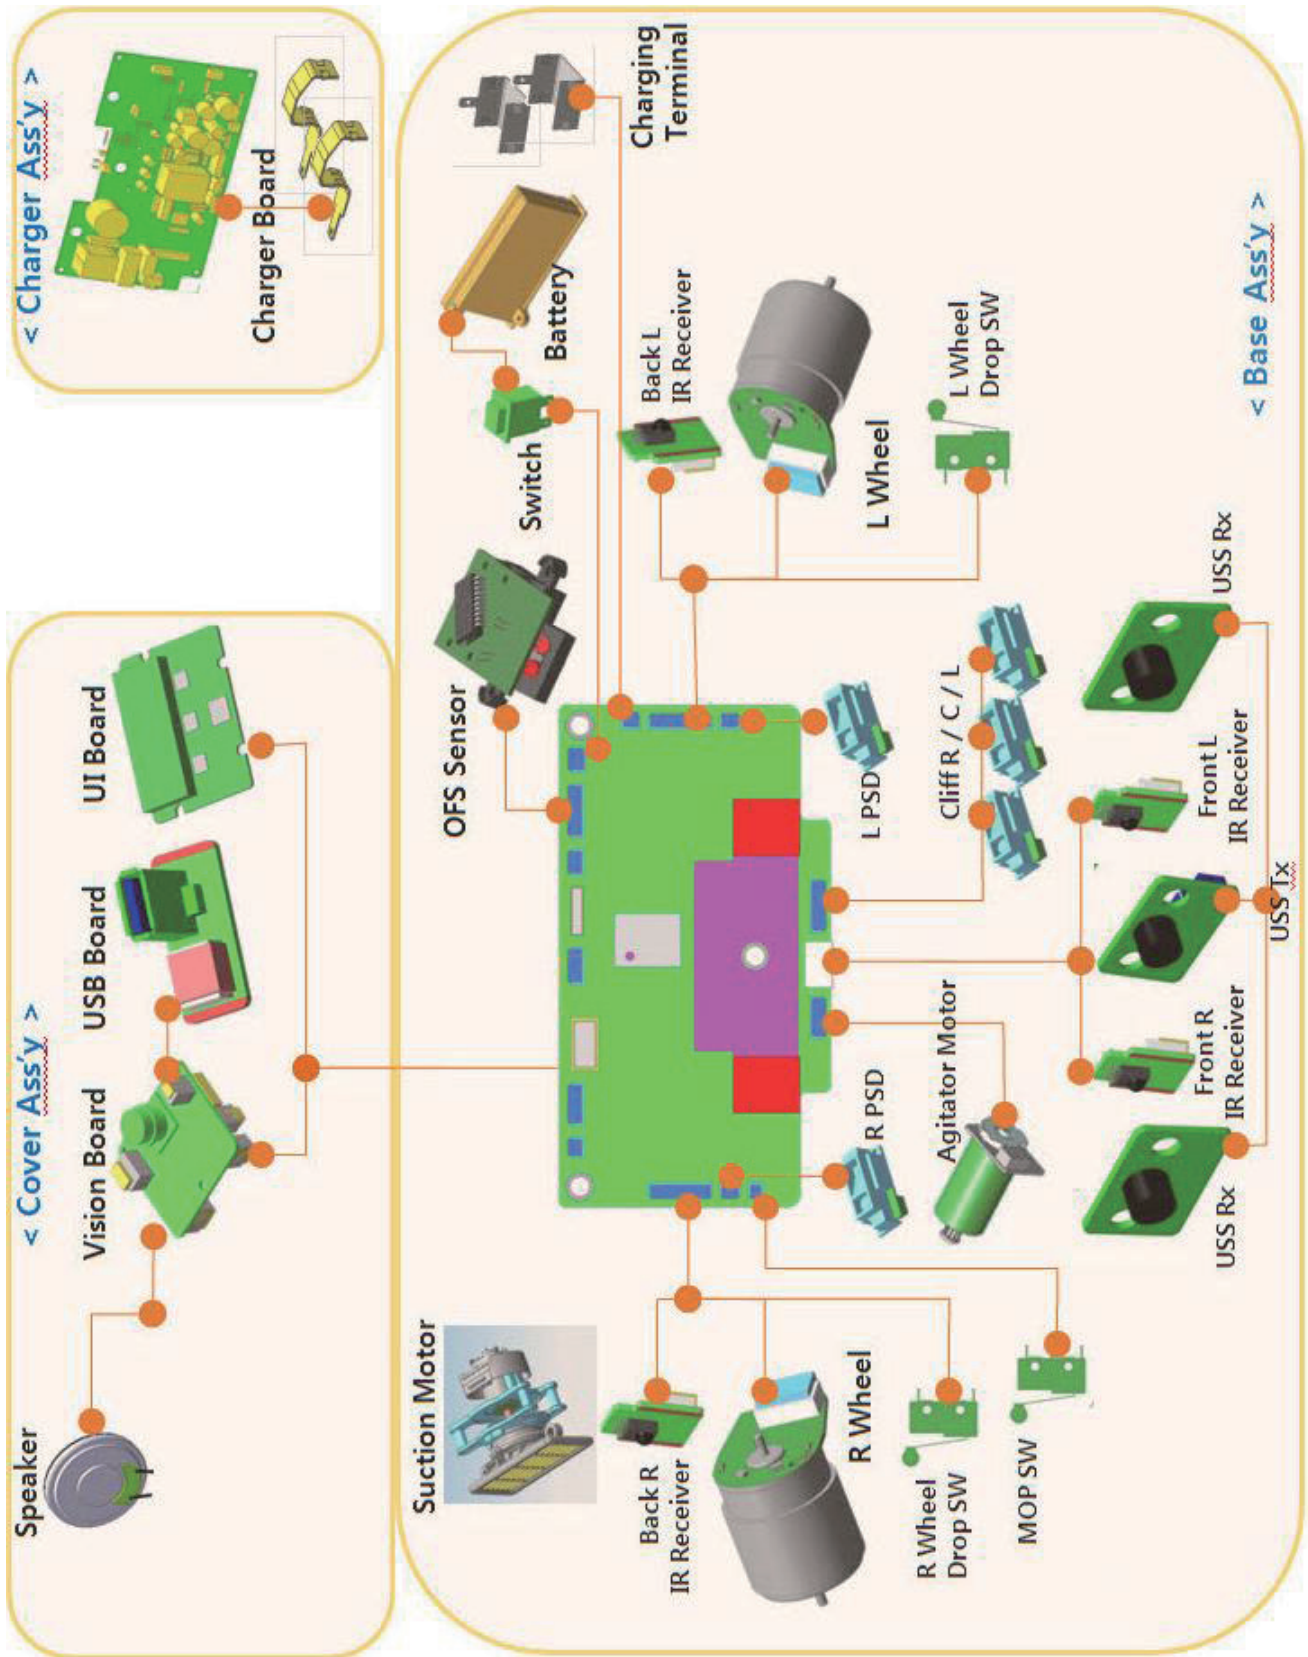 < Cover Ass'y >
< Charger Ass'y >
Speaker
Vision Board
USB Board
UI Board
Charger Board
Suction Motor
OFS Sensor
Switch
Battery
Charging
Terminal
Back R
IR Receiver
Back L
IR Receiver
R Wheel
L Wheel
R PSD
L PSD
R Wheel
Drop SW
Agitator Motor
Cliff R / C / L
L Wheel
Drop SW
MOP SW
USS Rx
Front R
IR Receiver
USS Tx
Front L
IR Receiver
USS Rx
< Base Ass'y >